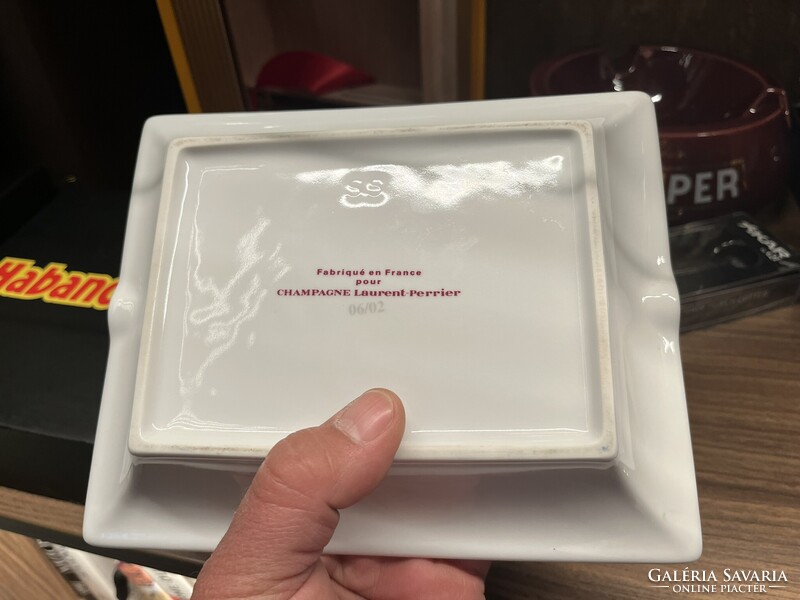 Habano
PER
Fabriqué en France
pour
CHAMPAGNE Laurent-Perrier
06/02
GALÉRIA SAVARIA
ONLINE PIACTÉR